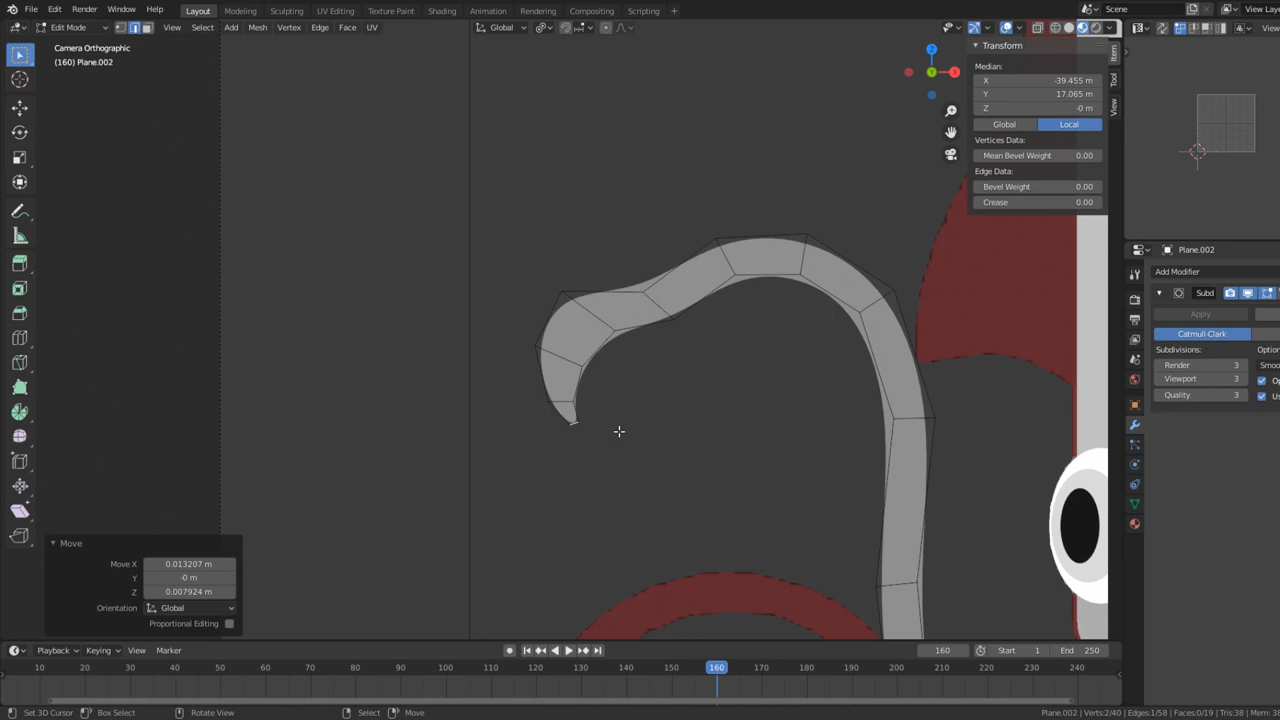 File Edit Render Window Help Layout Modeling Sculpting UV Editing Texture Paint Shading Animation Rendering Compositing Scripting + Scene View Laye
Edit Mode View Select Add Mesh Vertex Edge Face UV Global View
Camera Orthographic
(160) Plane.002
Z
Y
X
Transform
Median:
X -39.455 m
Y 17.065 m
Z -0 m
Global Local
Vertices Data:
Mean Bevel Weight 0.00
Edge Data:
Bevel Weight 0.00
Crease 0.00
Item
Tool
View
Plane.002
Add Modifier
Subd
Apply
Catmull-Clark
Subdivisions: Optior
Render 3 Smoo
Viewport 3 Op
Quality 3 Us
Move
Move X 0.013207 m
Y -0 m
Z 0.007924 m
Orientation Global
Proportional Editing
Playback Keying View Marker 160 Start 1 End 250
10 20 30 40 50 60 70 80 90 100 110 120 130 140 150 160 170 180 190 200 210 220 230 240
Set 3D Cursor Box Select Rotate View Select Move Plane.002 | Verts:2/40 | Edges:1/58 | Faces:0/19 | Tris:38 | Mem: 38